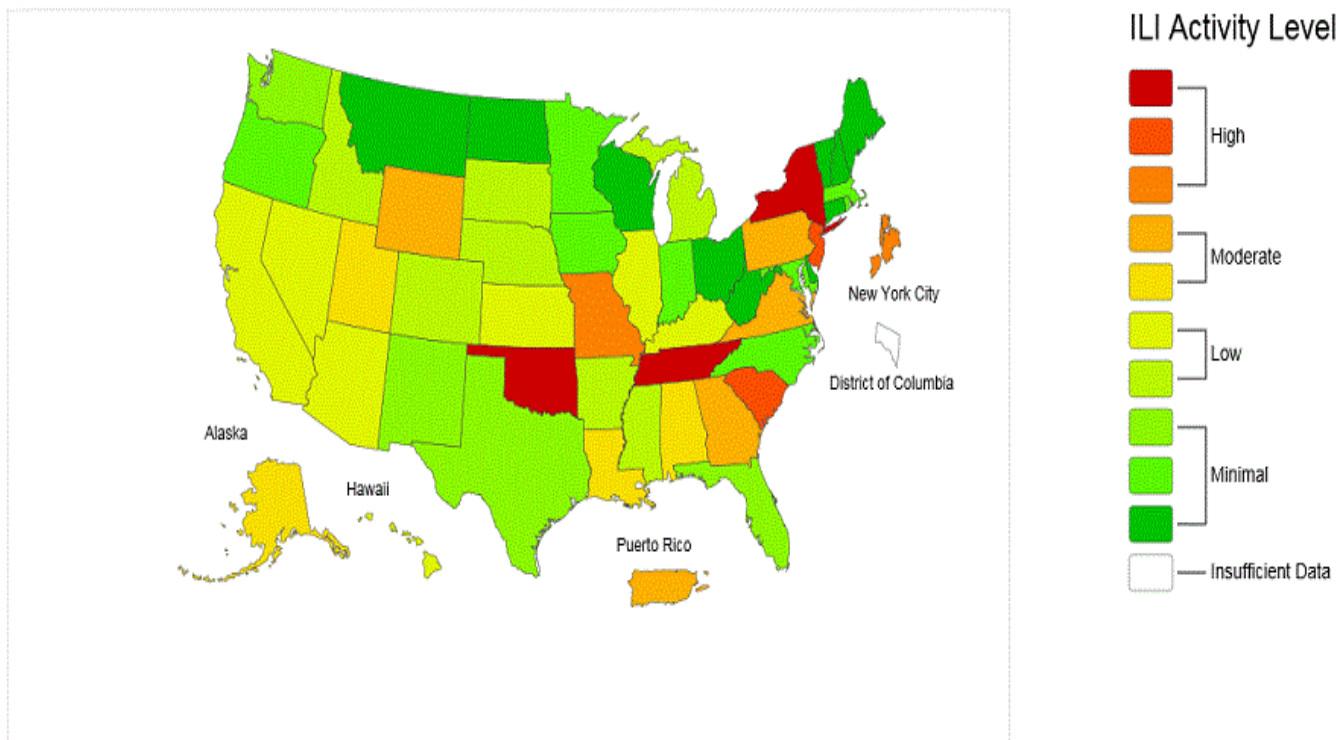 ILI Activity Level
High
Moderate
New York City
Low
District of Columbia
Alaska
Minimal
Hawaii
Puerto Rico
Insufficient Data